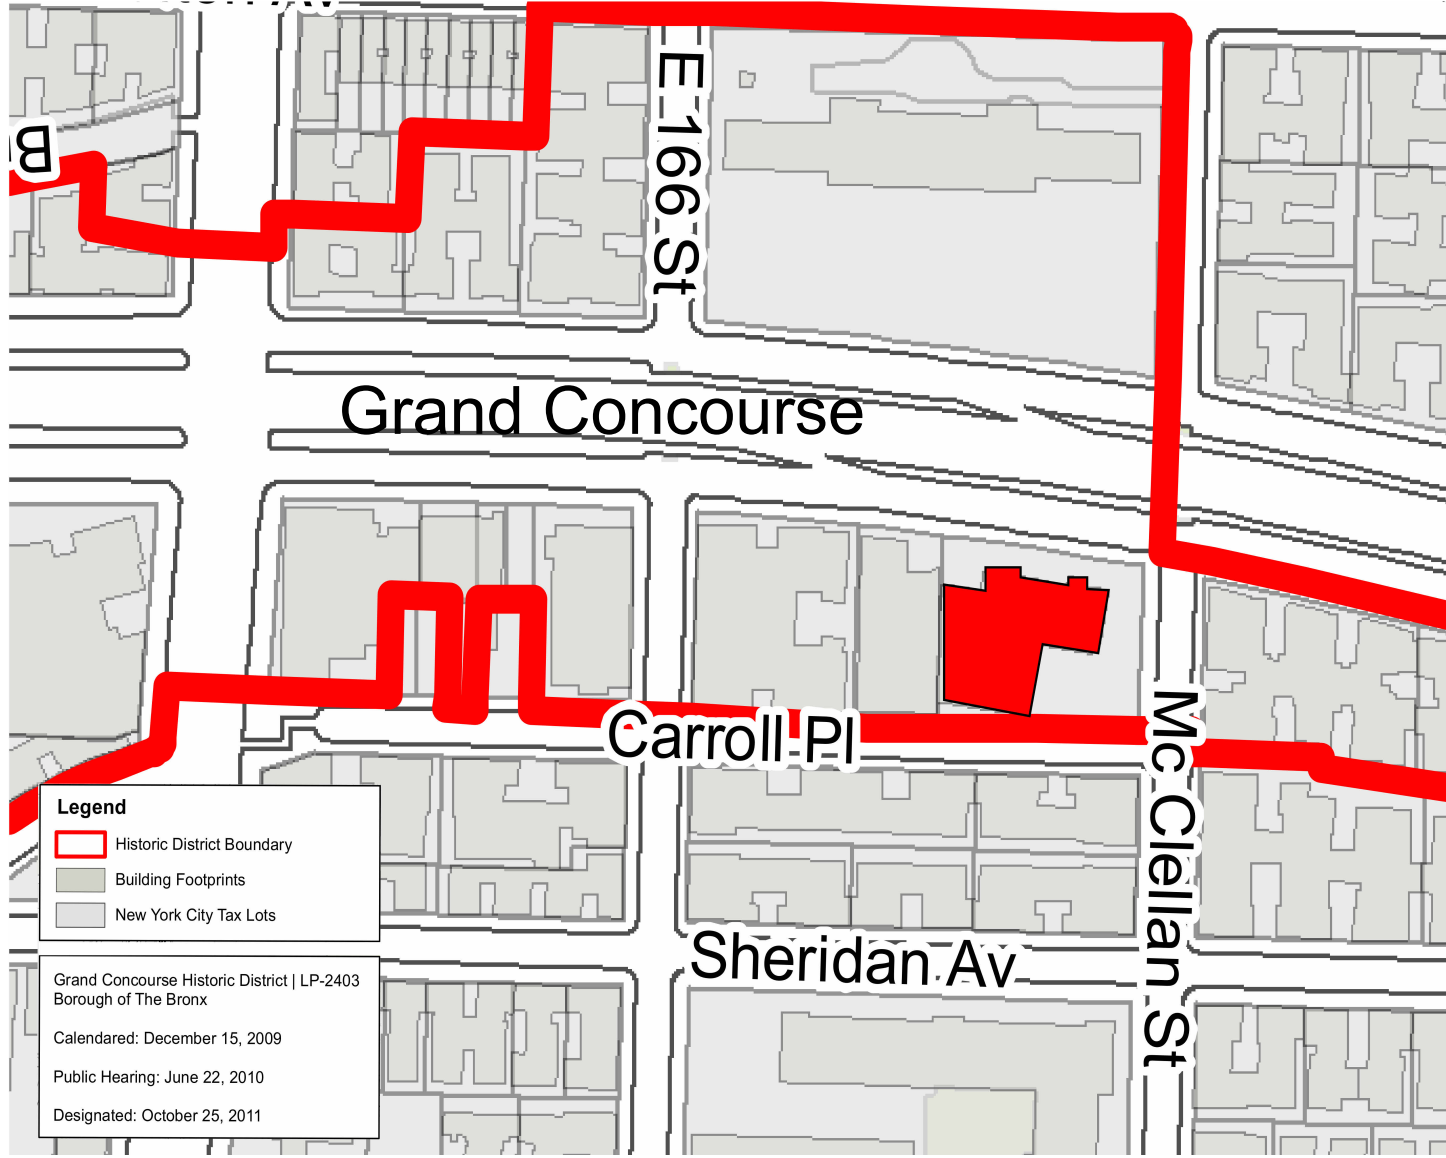 E 166 St
Grand Concourse
Carroll Pl
Mc Clellan St
Sheridan Av
Legend
Historic District Boundary
Building Footprints
New York City Tax Lots
Grand Concourse Historic District | LP-2403
Borough of The Bronx
Calendared: December 15, 2009
Public Hearing: June 22, 2010
Designated: October 25, 2011